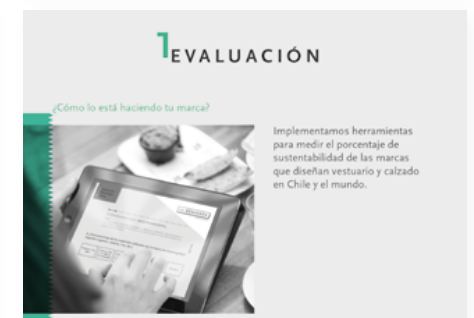 1 EVALUACIÓN
¿Cómo lo está haciendo tu marca?
Implementamos herramientas
para medir el porcentaje de
sustentabilidad de las marcas
que diseñan vestuario y calzado
en Chile y el mundo.